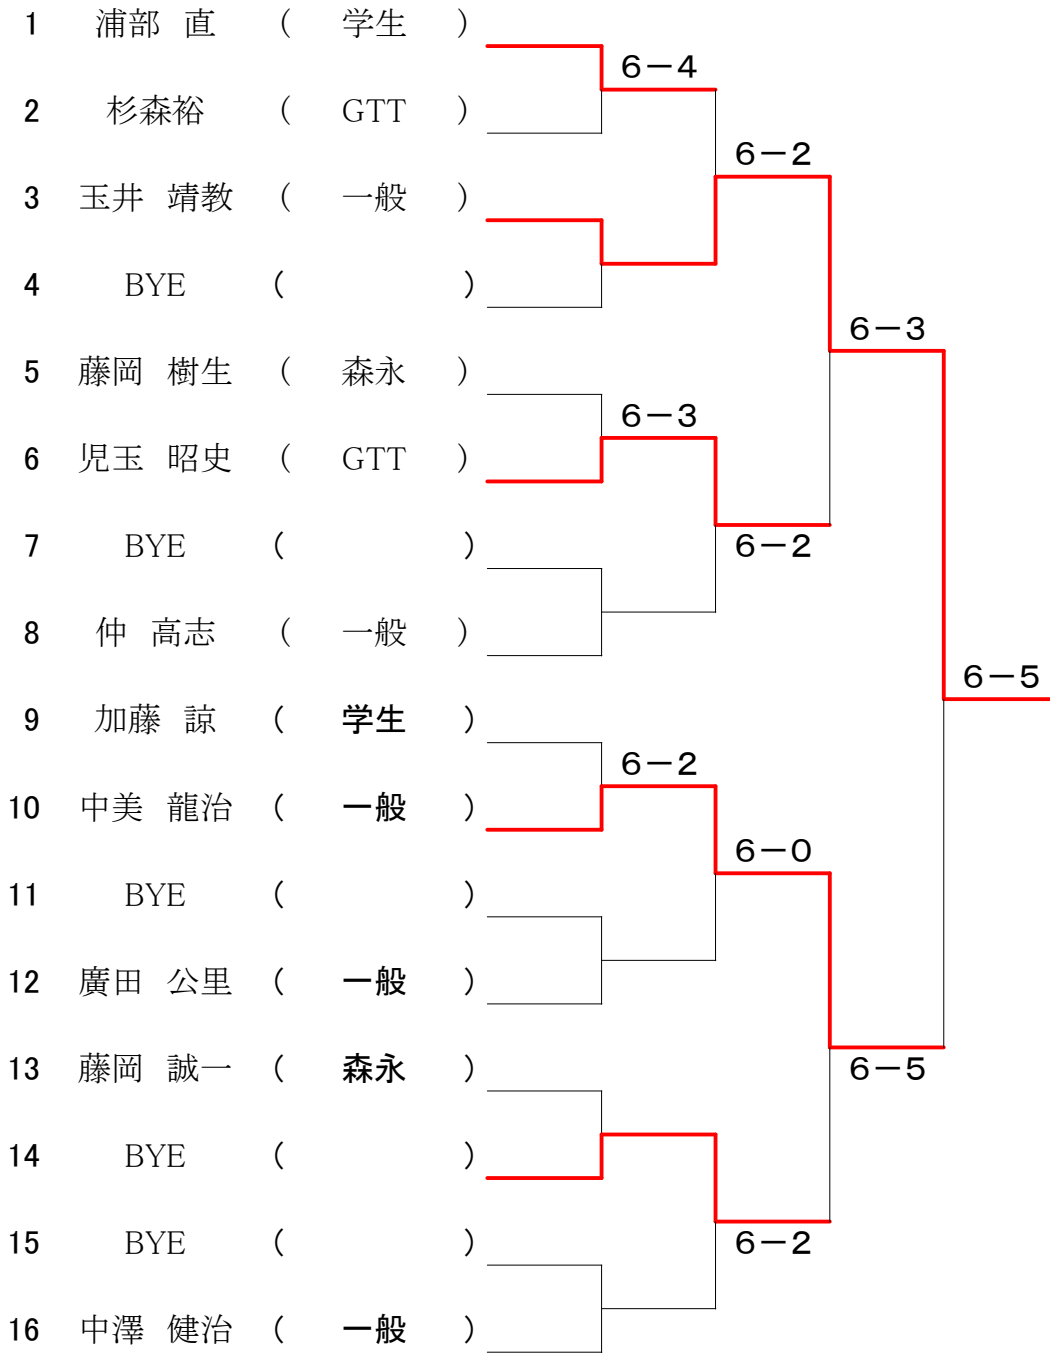 1 浦部 直 ( 学生 )
6－4
2 杉森裕 ( GTT )
6－2
3 玉井 靖教 ( 一般 )
4 BYE ( )
6－3
5 藤岡 樹生 ( 森永 )
6－3
6 児玉 昭史 ( GTT )
7 BYE ( )
6－2
8 仲 高志 ( 一般 )
6－5
9 加藤 諒 ( 学生 )
6－2
10 中美 龍治 ( 一般 )
6－0
11 BYE ( )
12 廣田 公里 ( 一般 )
13 藤岡 誠一 ( 森永 )
6－5
14 BYE ( )
15 BYE ( )
6－2
16 中澤 健治 ( 一般 )